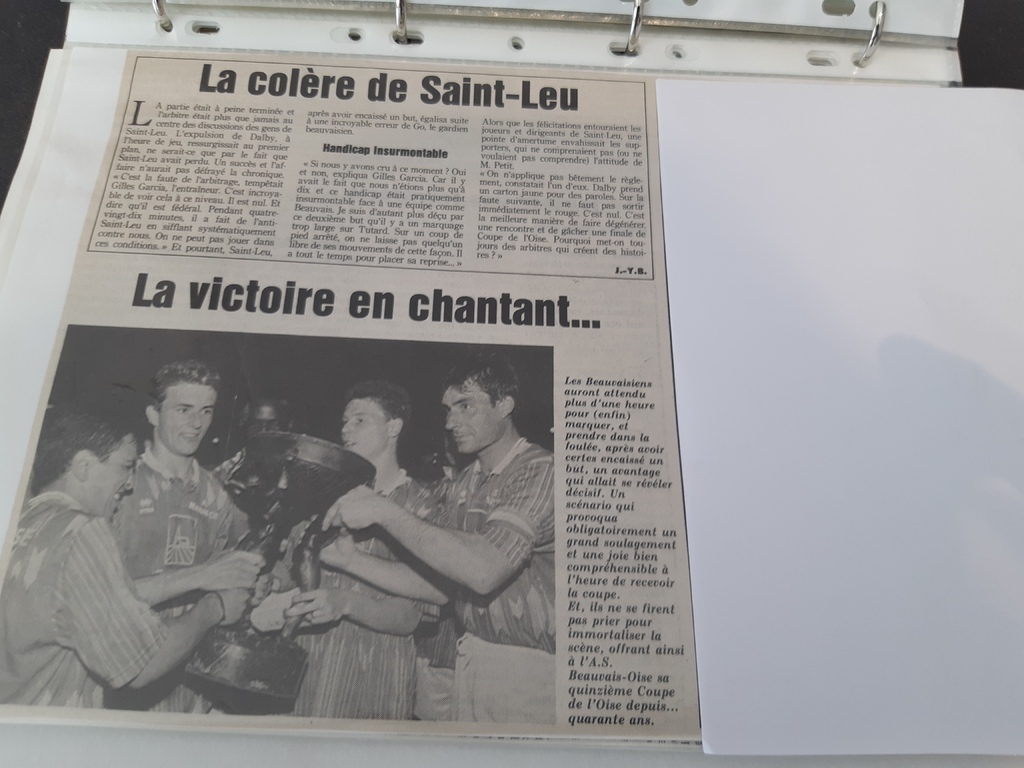 La colère de Saint-Leu
LA partie était à peine terminée et
l'arbitre était plus que jamais au
centre des discussions des gens de
Saint-Leu. L'expulsion de Dalby, à
l'heure de jeu, ressurgissait au premier
plan, ne serait-ce que par le fait que
Saint-Leu avait perdu. Un succès et l'af-
faire n'aurait pas défrayé la chronique.
« C'est la faute de l'arbitrage, tempêtait
Gilles Garcia, l'entraîneur. C'est incroya-
ble de voir cela à ce niveau. Il est nul. Et
dire qu'il est fédéral. Pendant quatre-
vingt-dix minutes, il a fait de l'anti-
Saint-Leu en sifflant systématiquement
contre nous. On ne peut pas jouer dans
ces conditions. » Et pourtant, Saint-Leu,
après avoir encaissé un but, égalisa suite
à une incroyable erreur de Go, le gardien
beauvaisien.
Handicap Insurmontable
« Si nous y avons cru à ce moment ? Oui
et non, expliqua Gilles Garcia. Car il y
avait le fait que nous n'étions plus qu'à
dix et ce handicap était pratiquement
insurmontable face à une équipe comme
Beauvais. Je suis d'autant plus déçu par
ce deuxième but qu'il y a un marquage
trop large sur Tutard. Sur un coup de
pied arrêté, on ne laisse pas quelqu'un
libre de ses mouvements de cette façon. Il
a tout le temps pour placer sa reprise... »
Alors que les félicitations entouraient les
joueurs et dirigeants de Saint-Leu, une
pointe d'amertume envahissait les sup-
porters, qui ne comprenaient pas (ou ne
voulaient pas comprendre) l'attitude de
M. Petit.
« On n'applique pas bêtement le règle-
ment, constatait l'un d'eux. Dalby prend
un carton jaune pour des paroles. Sur la
faute suivante, il ne faut pas sortir
immédiatement le rouge. C'est nul. C'est
la meilleure manière de faire dégénérer
une rencontre et de gâcher une finale de
Coupe de l'Oise. Pourquoi met-on tou-
jours des arbitres qui créent des histoi-
res ? »
J.-Y.B.
La victoire en chantant...
Les Beauvaisiens
auront attendu
plus d'une heure
pour (enfin)
marquer, et
prendre dans la
foulée, après avoir
certes encaissé un
but, un avantage
qui allait se révéler
décisif. Un
scénario qui
provoqua
obligatoirement un
grand soulagement
et une joie bien
compréhensible à
l'heure de recevoir
la coupe.
Et, ils ne se firent
pas prier pour
immortaliser la
scène, offrant ainsi
à l'A.S.
Beauvais-Oise sa
quinzième Coupe
de l'Oise depuis...
quarante ans.